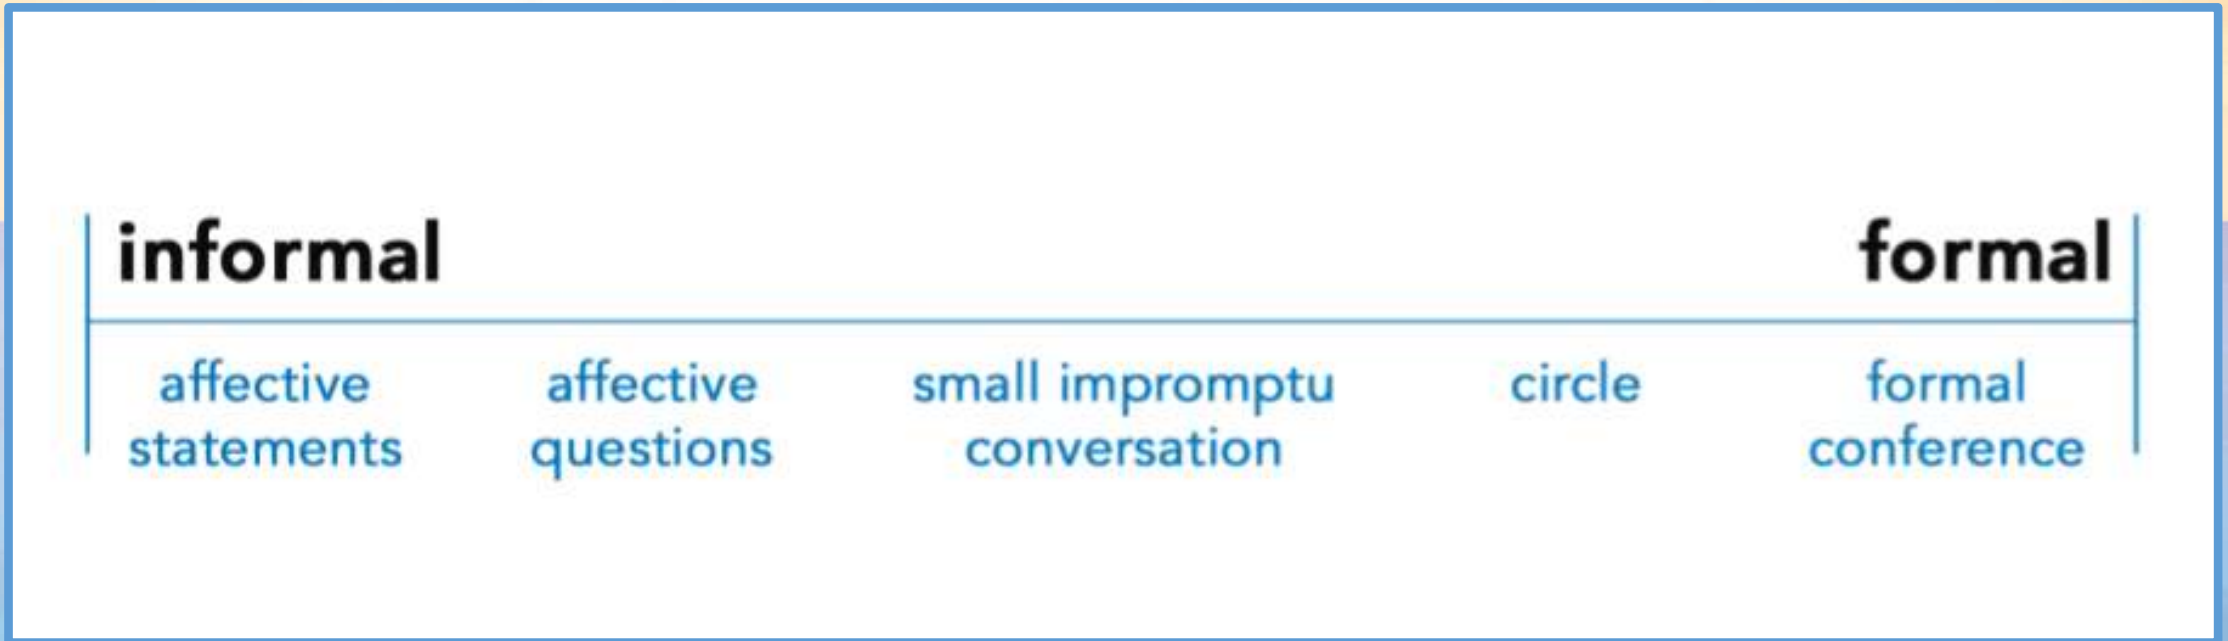 informal formal
affective affective small impromptu circle formal
statements questions conversation conference